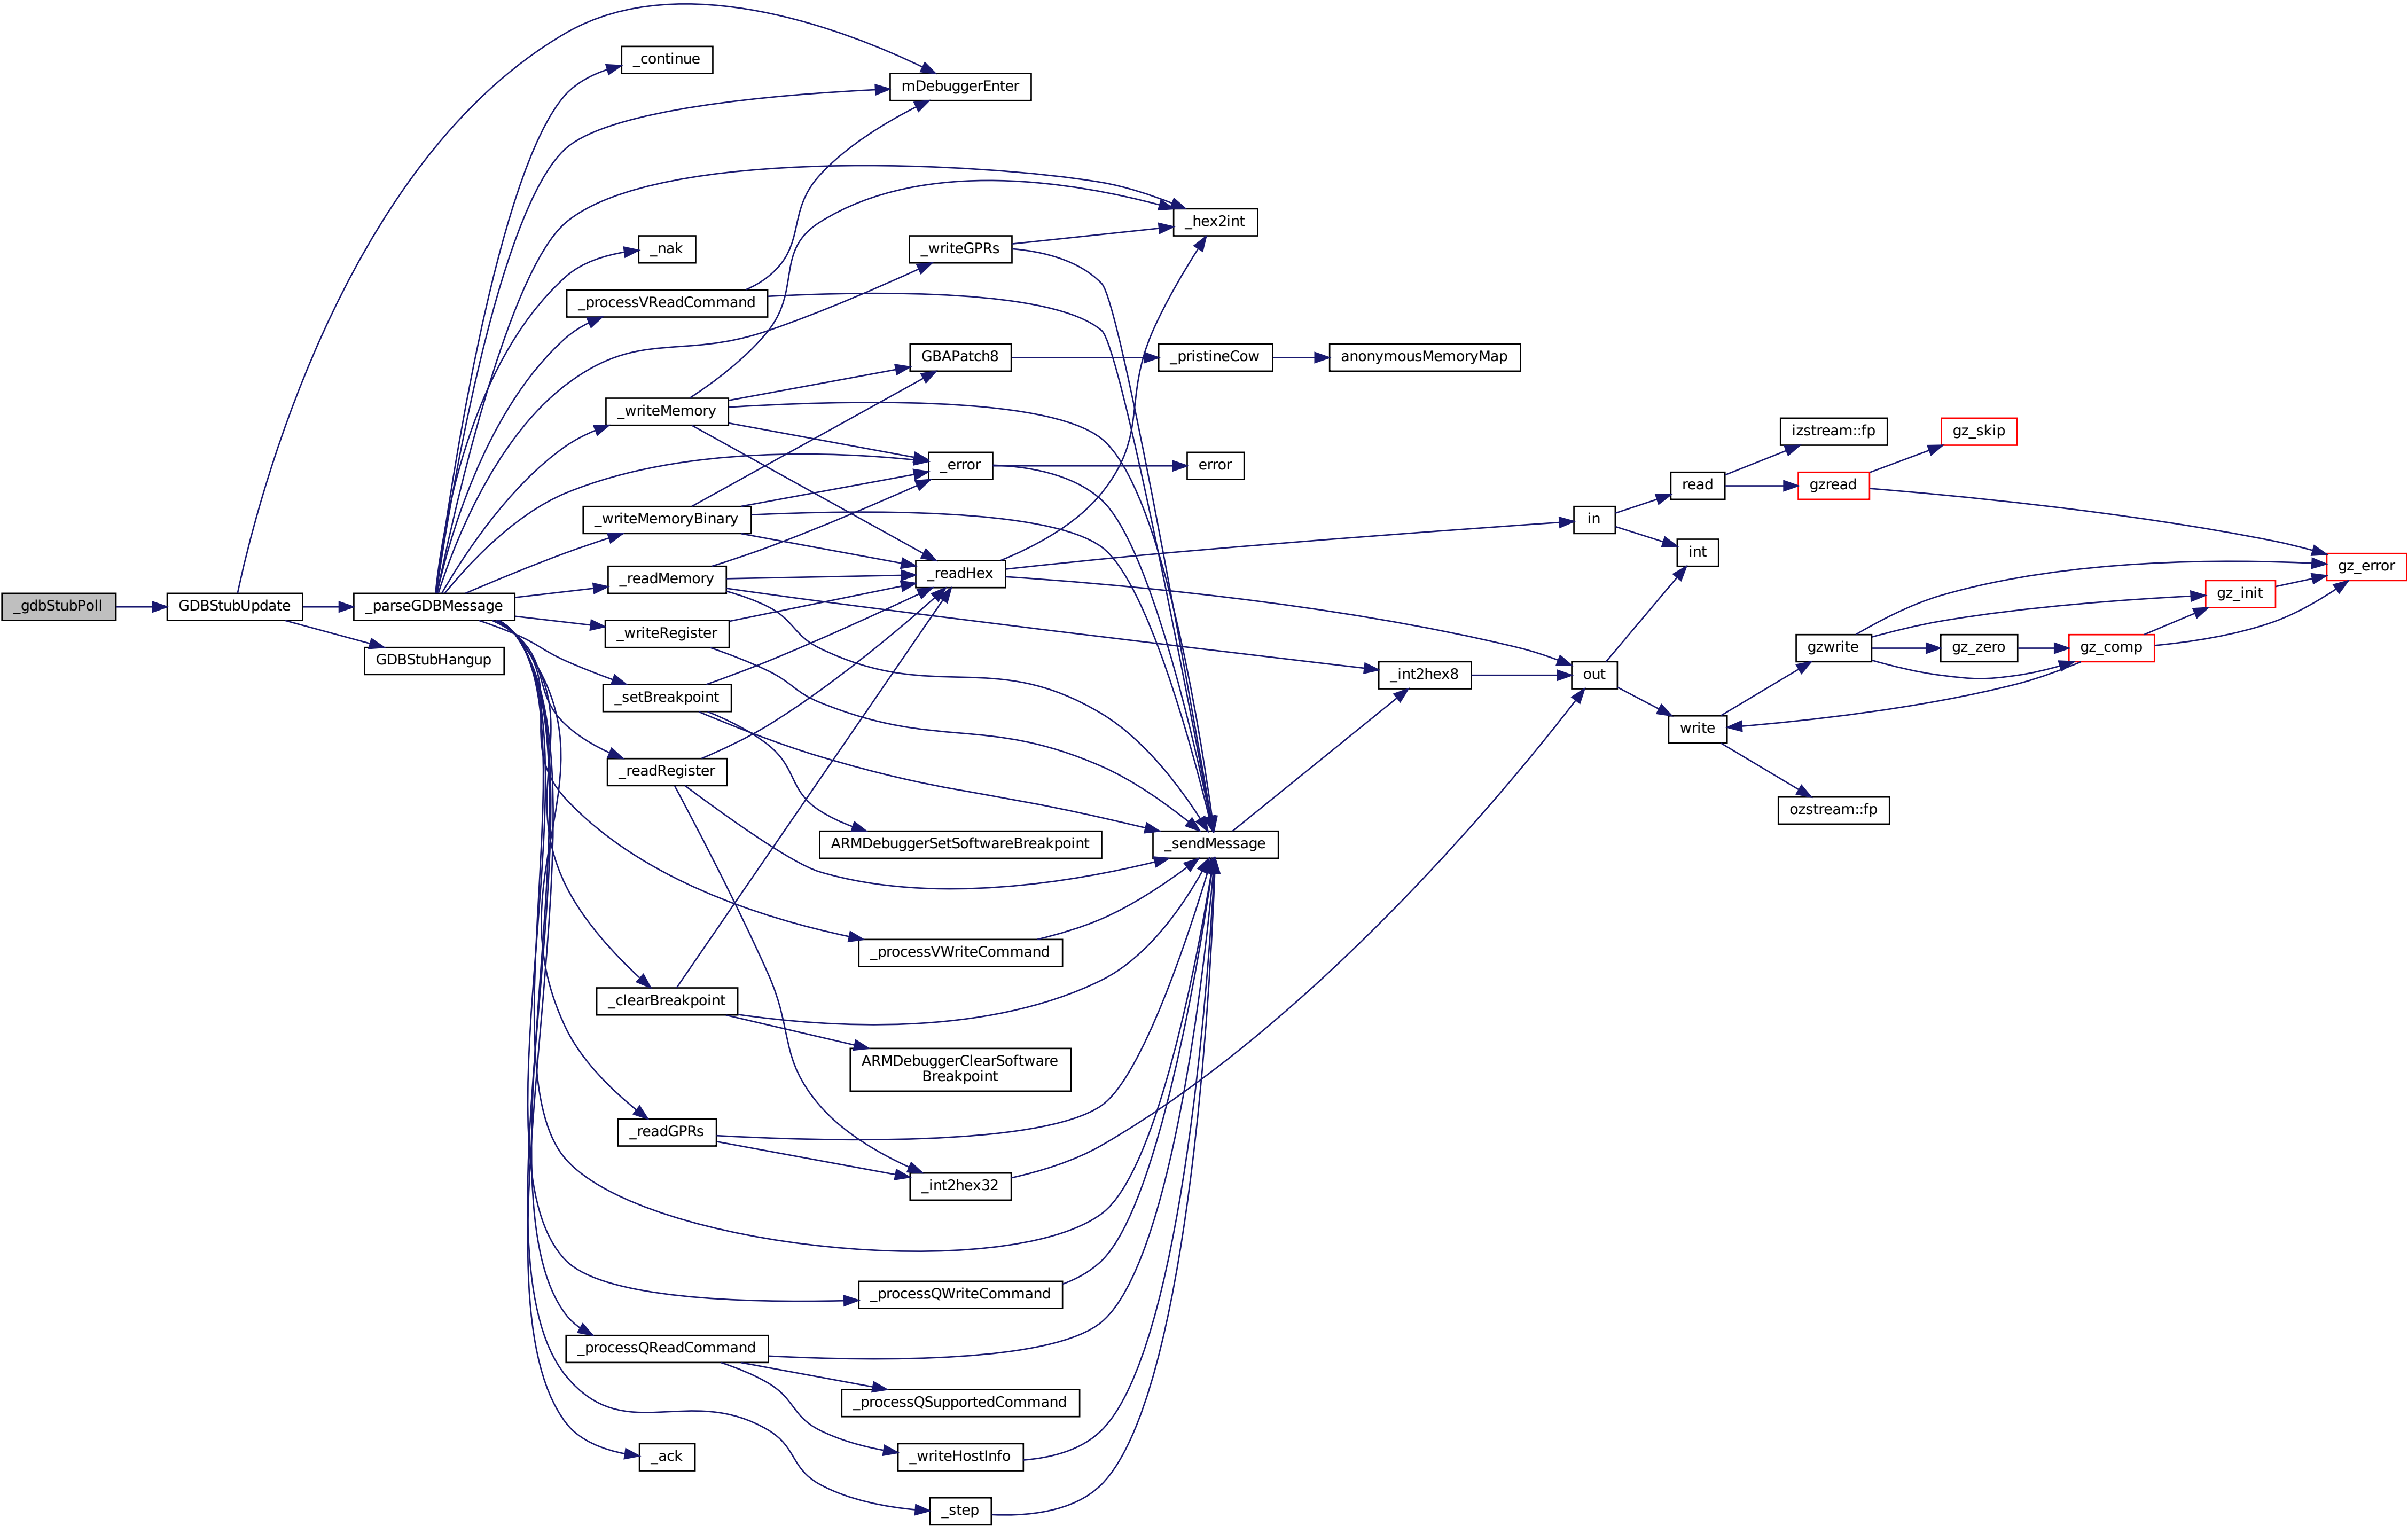 _continue
mDebuggerEnter
_hex2int
_nak
_writeGPRs
_processVReadCommand
GBAPatch8
_pristineCow
anonymousMemoryMap
_writeMemory
izstream::fp
gz_skip
_error
error
read
gzread
_writeMemoryBinary
in
int
_readMemory
_readHex
gz_error
gz_init
_gdbStubPoll
GDBStubUpdate
_parseGDBMessage
_writeRegister
GDBStubHangup
gzwrite
gz_zero
gz_comp
_int2hex8
out
_setBreakpoint
write
_readRegister
ozstream::fp
ARMDebuggerSetSoftwareBreakpoint
_sendMessage
_processVWriteCommand
_clearBreakpoint
ARMDebuggerClearSoftware
Breakpoint
_readGPRs
_int2hex32
_processQWriteCommand
_processQReadCommand
_processQSupportedCommand
_ack
_writeHostInfo
_step